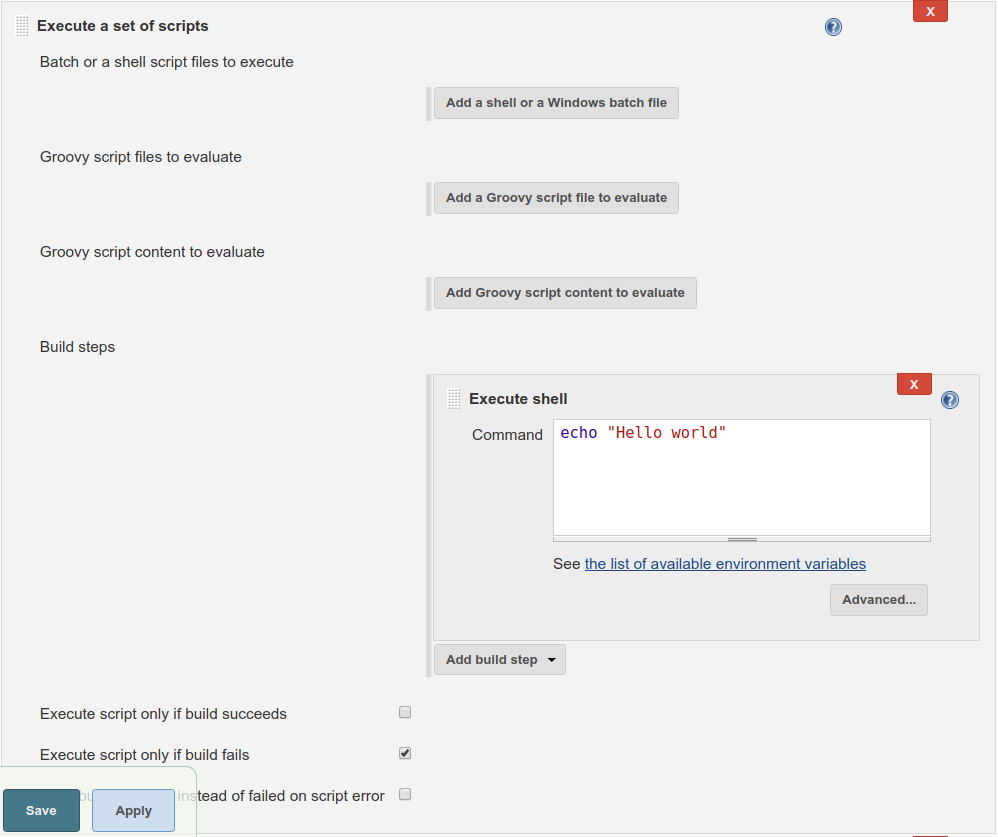 X
Execute a set of scripts
?
Batch or a shell script files to execute
Add a shell or a Windows batch file
Groovy script files to evaluate
Add a Groovy script file to evaluate
Groovy script content to evaluate
Add Groovy script content to evaluate
Build steps
X
Execute shell
?
Command
echo "Hello world"
See the list of available environment variables
Advanced...
Add build step
Execute script only if build succeeds
Execute script only if build fails
instead of failed on script error
Save
Apply